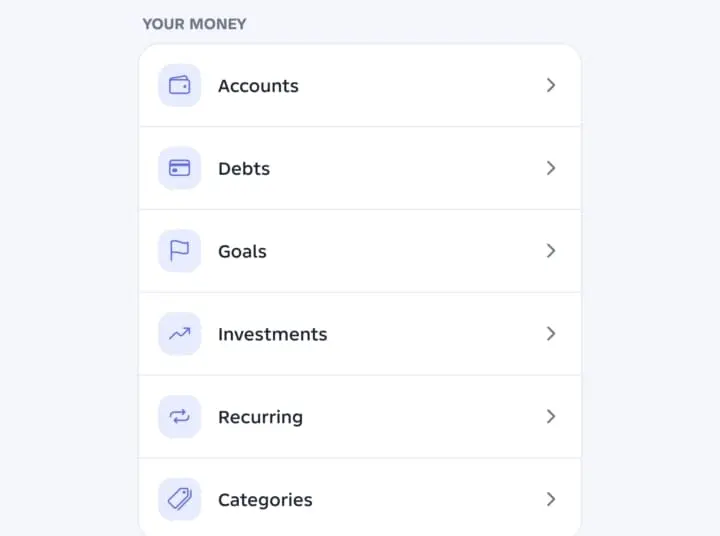 YOUR MONEY
Accounts
Debts
Goals
Investments
Recurring
Categories